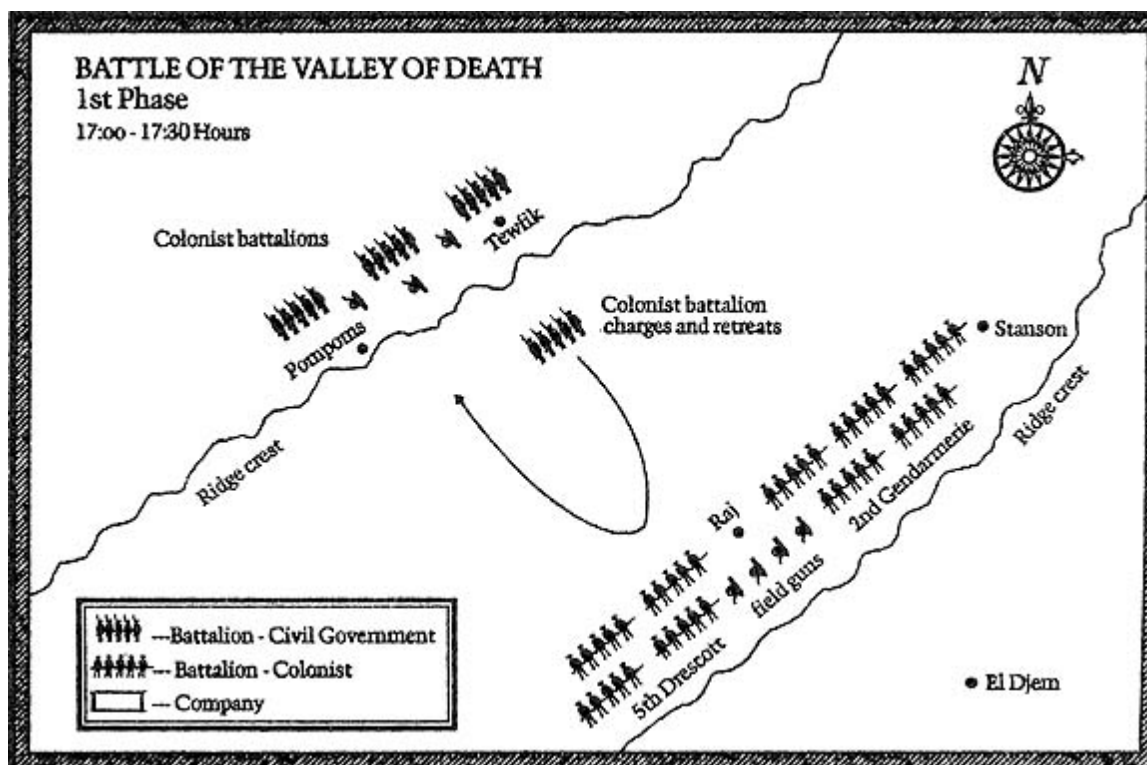 BATTLE OF THE VALLEY OF DEATH
1st Phase
17:00 - 17:30 Hours
N
Colonist battalions
Tewfik
Pompoms
Colonist battalion
charges and retreats
Stanson
Ridge crest
Ridge crest
Raj
2nd Gendarmerie
field guns
5th Drescott
El Djem
---Battalion - Civil Government
--- Battalion - Colonist
--- Company